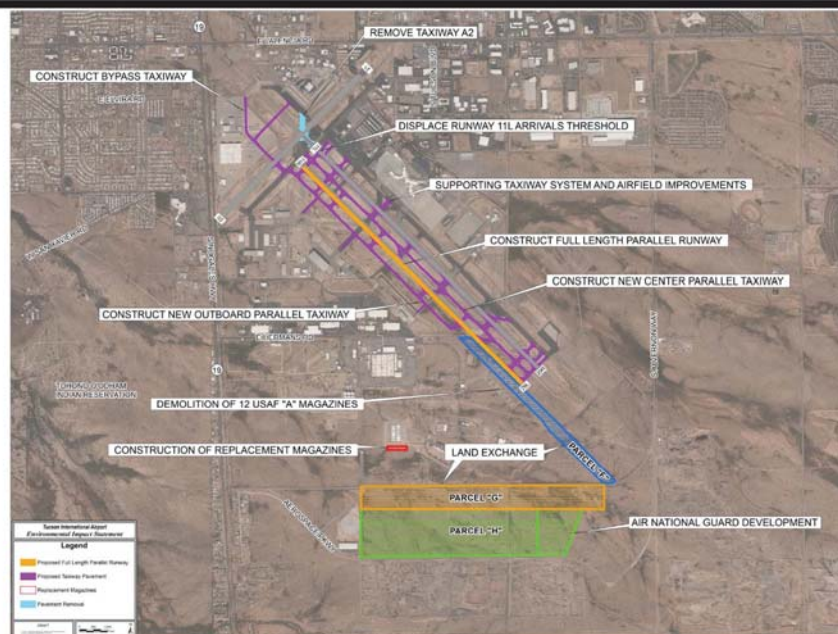 19
REMOVE TAXIWAY A2
CONSTRUCT BYPASS TAXIWAY
DISPLACE RUNWAY 11L ARRIVALS THRESHOLD
SUPPORTING TAXIWAY SYSTEM AND AIRFIELD IMPROVEMENTS
CONSTRUCT FULL LENGTH PARALLEL RUNWAY
CONSTRUCT NEW CENTER PARALLEL TAXIWAY
CONSTRUCT NEW OUTBOARD PARALLEL TAXIWAY
19
TOHONO O'ODHAM
INDIAN RESERVATION
DEMOLITION OF 12 USAF "A" MAGAZINES
CONSTRUCTION OF REPLACEMENT MAGAZINES
LAND EXCHANGE
PARCEL "F"
PARCEL "G"
PARCEL "H"
AIR NATIONAL GUARD DEVELOPMENT
Tucson International Airport
Environmental Impact Statement
Legend
Proposed Full Length Parallel Runway
Proposed Taxiway Pavement
Replacement Magazines
Pavement Removal
DRAFT